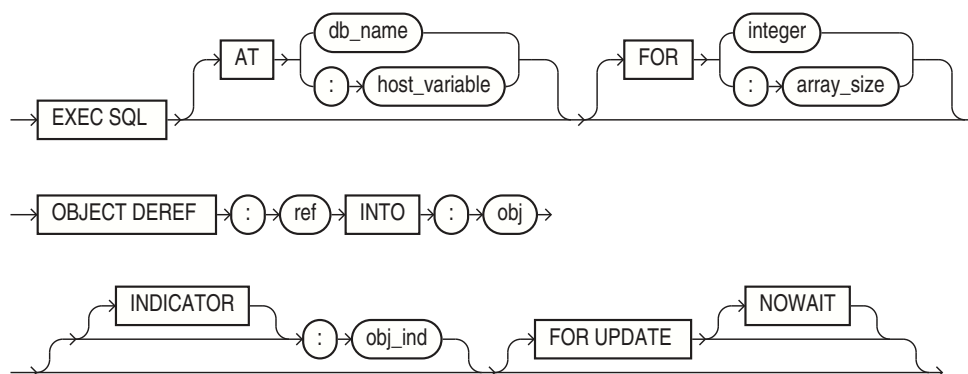 db_name integer
AT FOR
: host_variable : array_size
EXEC SQL
OBJECT DEREF : ref INTO : obj
INDICATOR NOWAIT
: obj_ind FOR UPDATE